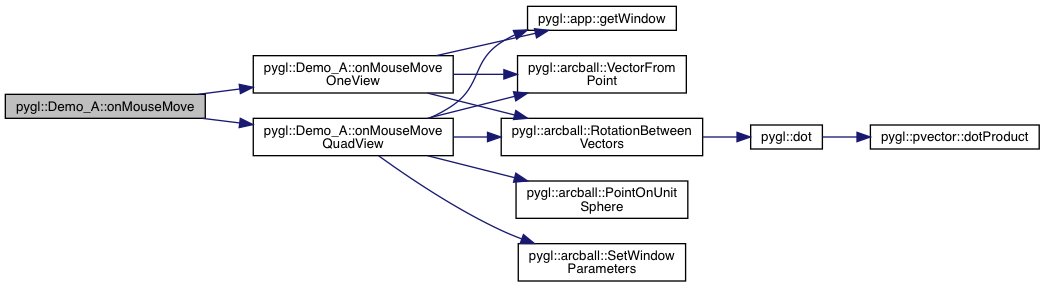 pygl::Demo_A::onMouseMove
pygl::Demo_A::onMouseMove
OneView
pygl::Demo_A::onMouseMove
QuadView
pygl::app::getWindow
pygl::arcball::VectorFrom
Point
pygl::arcball::RotationBetween
Vectors
pygl::arcball::PointOnUnit
Sphere
pygl::arcball::SetWindow
Parameters
pygl::dot
pygl::pvector::dotProduct